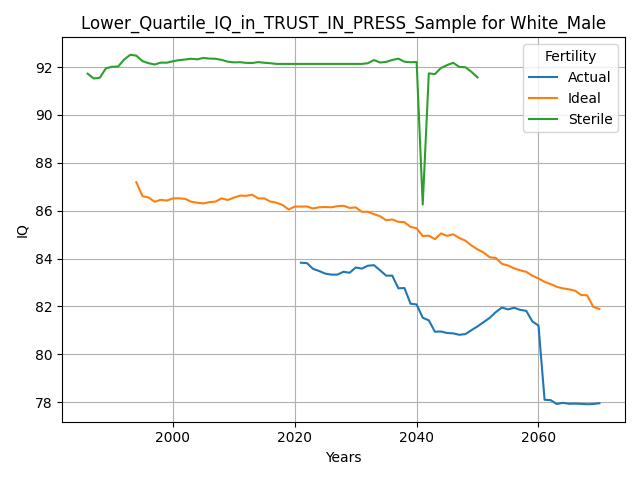 Lower_Quartile_IQ_in_TRUST_IN_PRESS_Sample for White_Male
Fertility
Actual
Ideal
Sterile
IQ
92
90
88
86
84
82
80
78
2000
2020
2040
2060
Years